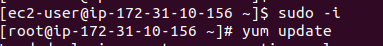 [ec2-user@ip-172-31-10-156 ~]$ sudo -i
[root@ip-172-31-10-156 ~]# yum update